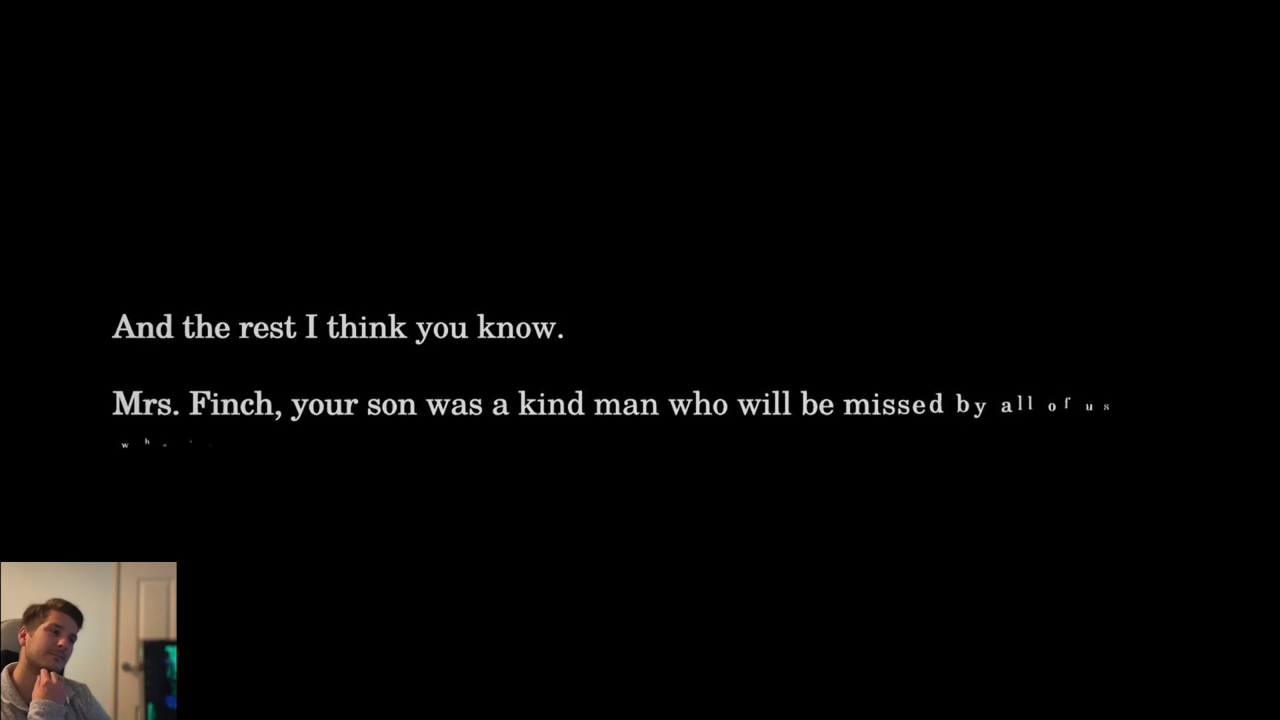 And the rest I think you know.
Mrs. Finch, your son was a kind man who will be missed by all of us
who